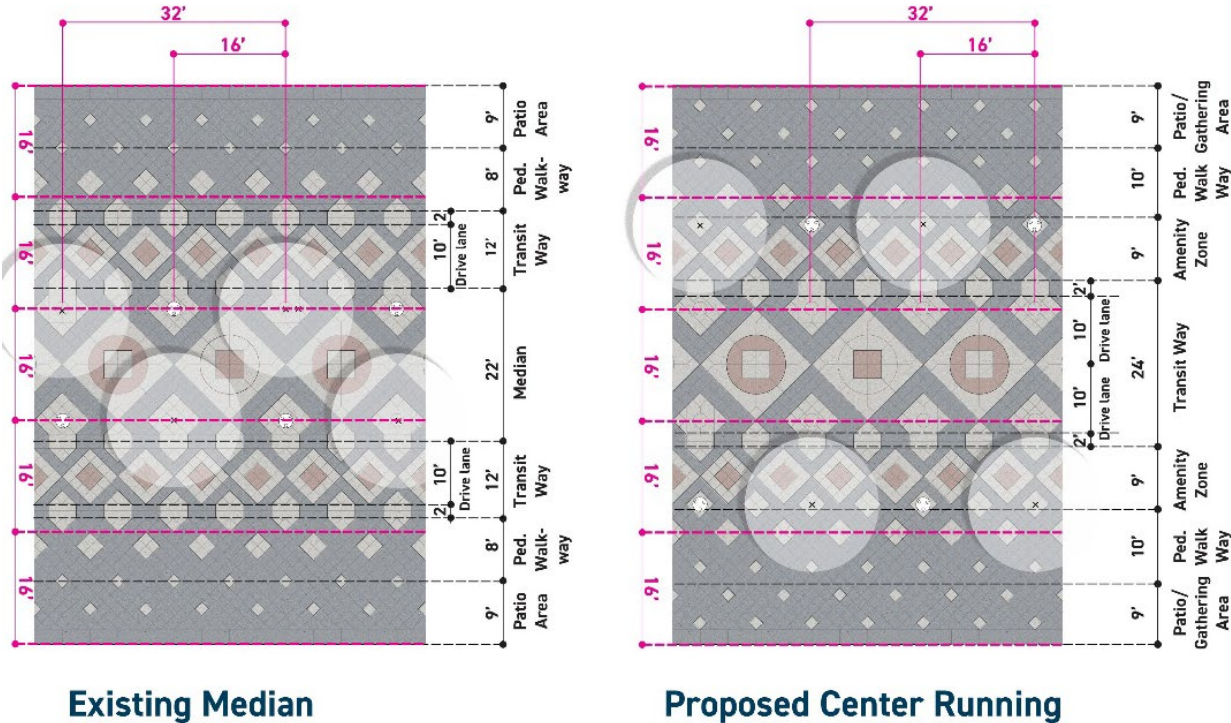 32’
16’
16’
16’
16’
16’
16’
9’
Patio
Area
8’
Ped.
Walk-
way
2
10’
Drive lane
12’
Transit
Way
22’
Median
10’
Drive lane
2
12’
Transit
Way
8’
Ped.
Walk-
way
9’
Patio
Area
Existing Median
32’
16’
16’
16’
16’
16’
16’
9’
Patio/
Gathering
Area
10’
Ped.
Walk
Way
9’
Amenity
Zone
2’
10’
Drive lane
10’
Drive lane
2’
24’
Transit Way
9’
Amenity
Zone
10’
Ped.
Walk
Way
9’
Patio/
Gathering
Area
Proposed Center Running